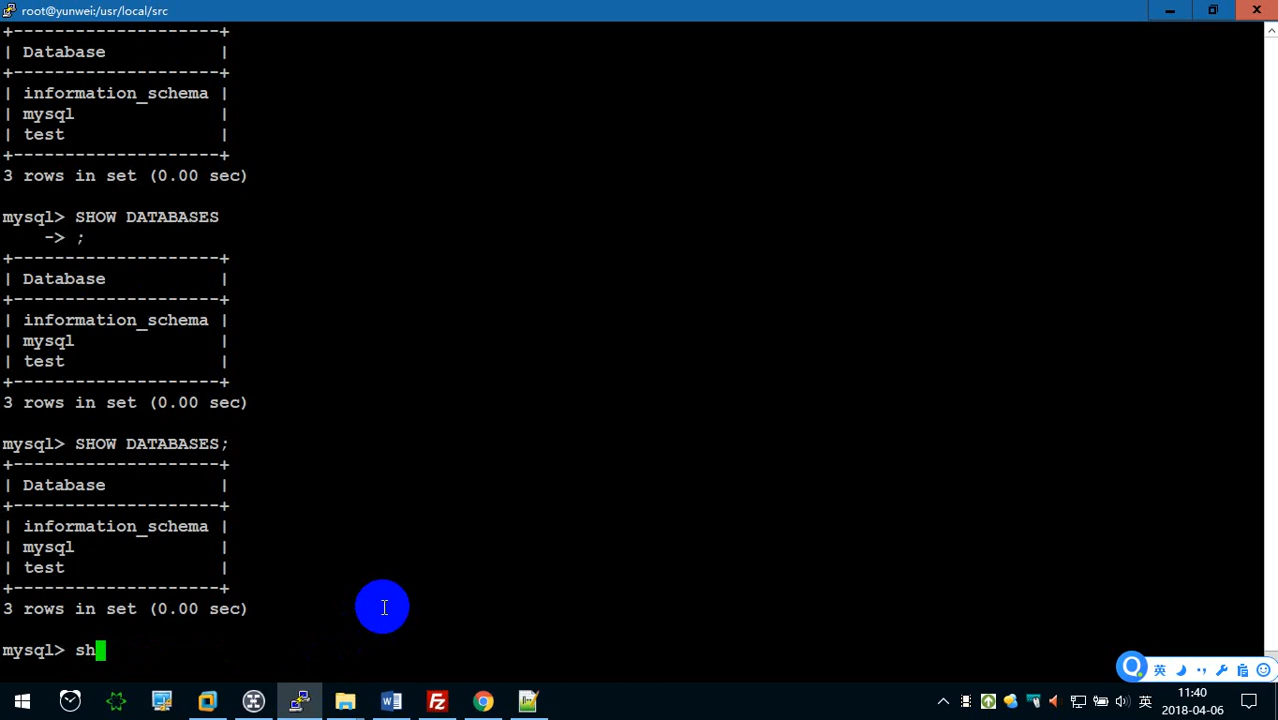 root@yunwei:/usr/local/src
+--------------------+
| Database           |
+--------------------+
| information_schema |
| mysql              |
| test               |
+--------------------+
3 rows in set (0.00 sec)
mysql> SHOW DATABASES
    -> ;
+--------------------+
| Database           |
+--------------------+
| information_schema |
| mysql              |
| test               |
+--------------------+
3 rows in set (0.00 sec)
mysql> SHOW DATABASES;
+--------------------+
| Database           |
+--------------------+
| information_schema |
| mysql              |
| test               |
+--------------------+
3 rows in set (0.00 sec)
mysql> sh
英
英
11:40
2018-04-06